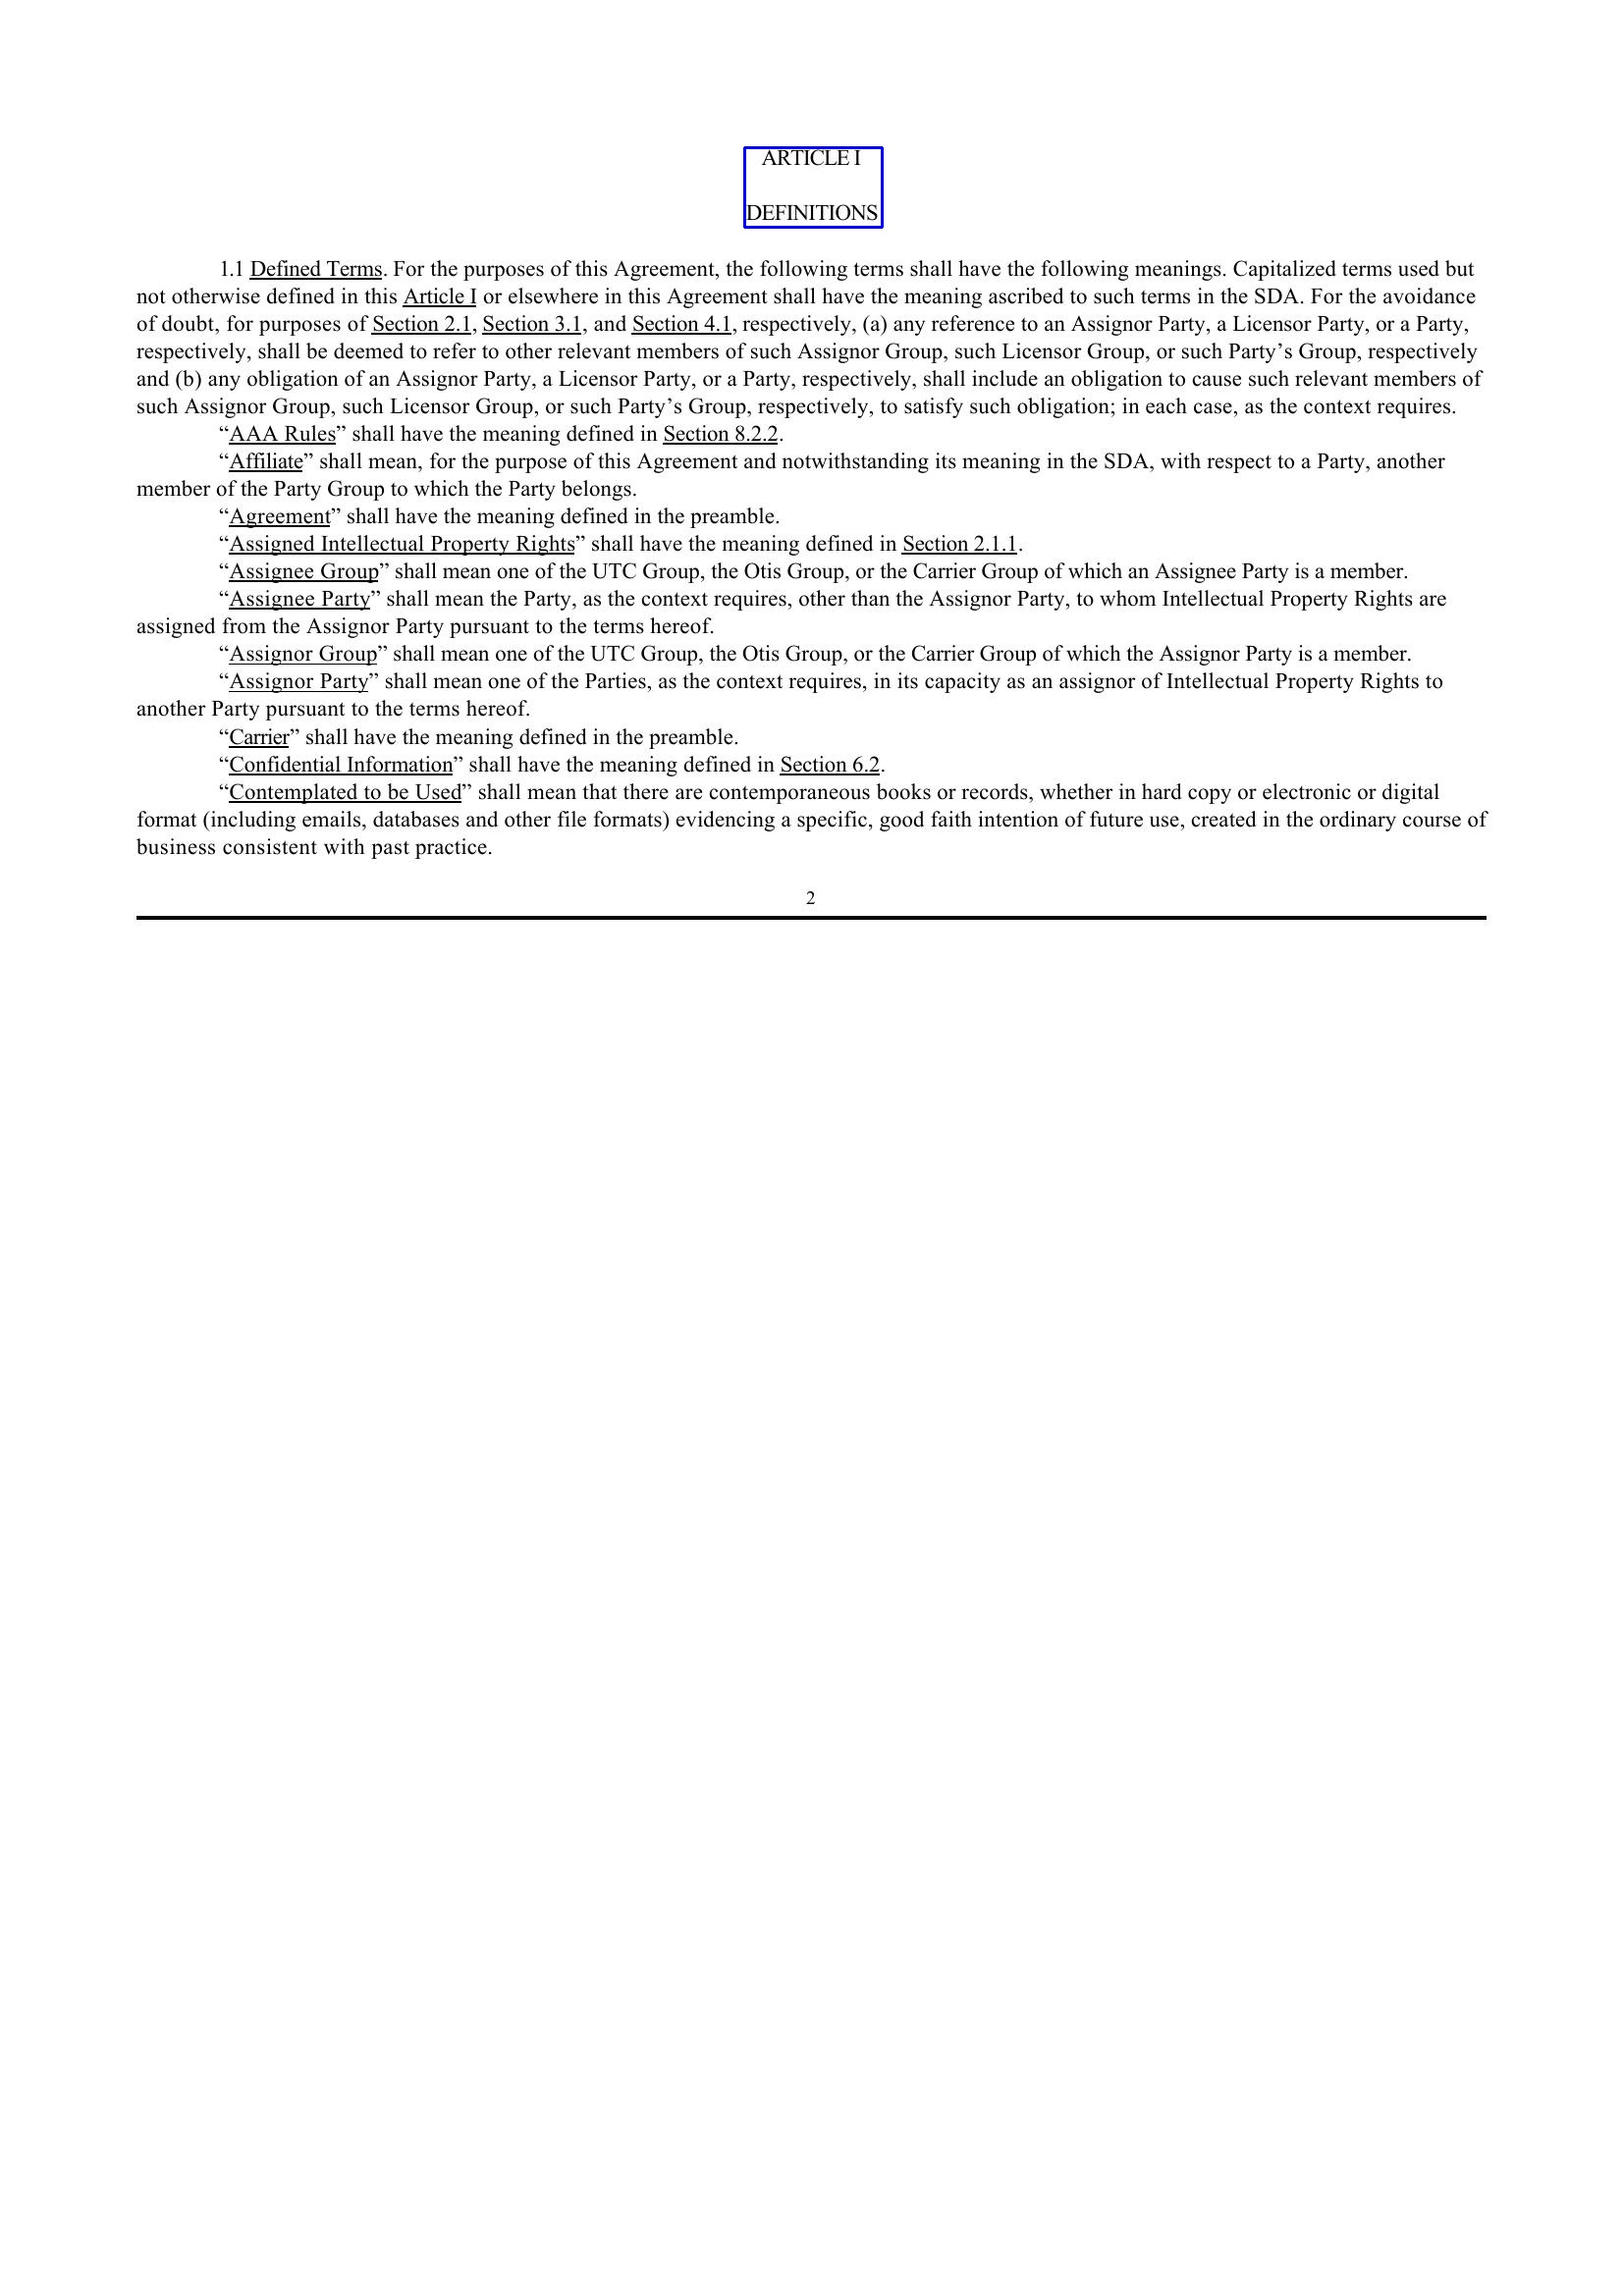 ARTICLE I
DEFINITIONS
1.1 Defined Terms. For the purposes of this Agreement, the following terms shall have the following meanings. Capitalized terms used but
not otherwise defined in this Article I or elsewhere in this Agreement shall have the meaning ascribed to such terms in the SDA. For the avoidance
of doubt, for purposes of Section 2.1, Section 3.1, and Section 4.1, respectively, (a) any reference to an Assignor Party, a Licensor Party, or a Party,
respectively, shall be deemed to refer to other relevant members of such Assignor Group, such Licensor Group, or such Party’s Group, respectively
and (b) any obligation of an Assignor Party, a Licensor Party, or a Party, respectively, shall include an obligation to cause such relevant members of
such Assignor Group, such Licensor Group, or such Party’s Group, respectively, to satisfy such obligation; in each case, as the context requires.
“AAA Rules” shall have the meaning defined in Section 8.2.2.
“Affiliate” shall mean, for the purpose of this Agreement and notwithstanding its meaning in the SDA, with respect to a Party, another
member of the Party Group to which the Party belongs.
“Agreement” shall have the meaning defined in the preamble.
“Assigned Intellectual Property Rights” shall have the meaning defined in Section 2.1.1.
“Assignee Group” shall mean one of the UTC Group, the Otis Group, or the Carrier Group of which an Assignee Party is a member.
“Assignee Party” shall mean the Party, as the context requires, other than the Assignor Party, to whom Intellectual Property Rights are
assigned from the Assignor Party pursuant to the terms hereof.
“Assignor Group” shall mean one of the UTC Group, the Otis Group, or the Carrier Group of which the Assignor Party is a member.
“Assignor Party” shall mean one of the Parties, as the context requires, in its capacity as an assignor of Intellectual Property Rights to
another Party pursuant to the terms hereof.
“Carrier” shall have the meaning defined in the preamble.
“Confidential Information” shall have the meaning defined in Section 6.2.
“Contemplated to be Used” shall mean that there are contemporaneous books or records, whether in hard copy or electronic or digital
format (including emails, databases and other file formats) evidencing a specific, good faith intention of future use, created in the ordinary course of
business consistent with past practice.
2